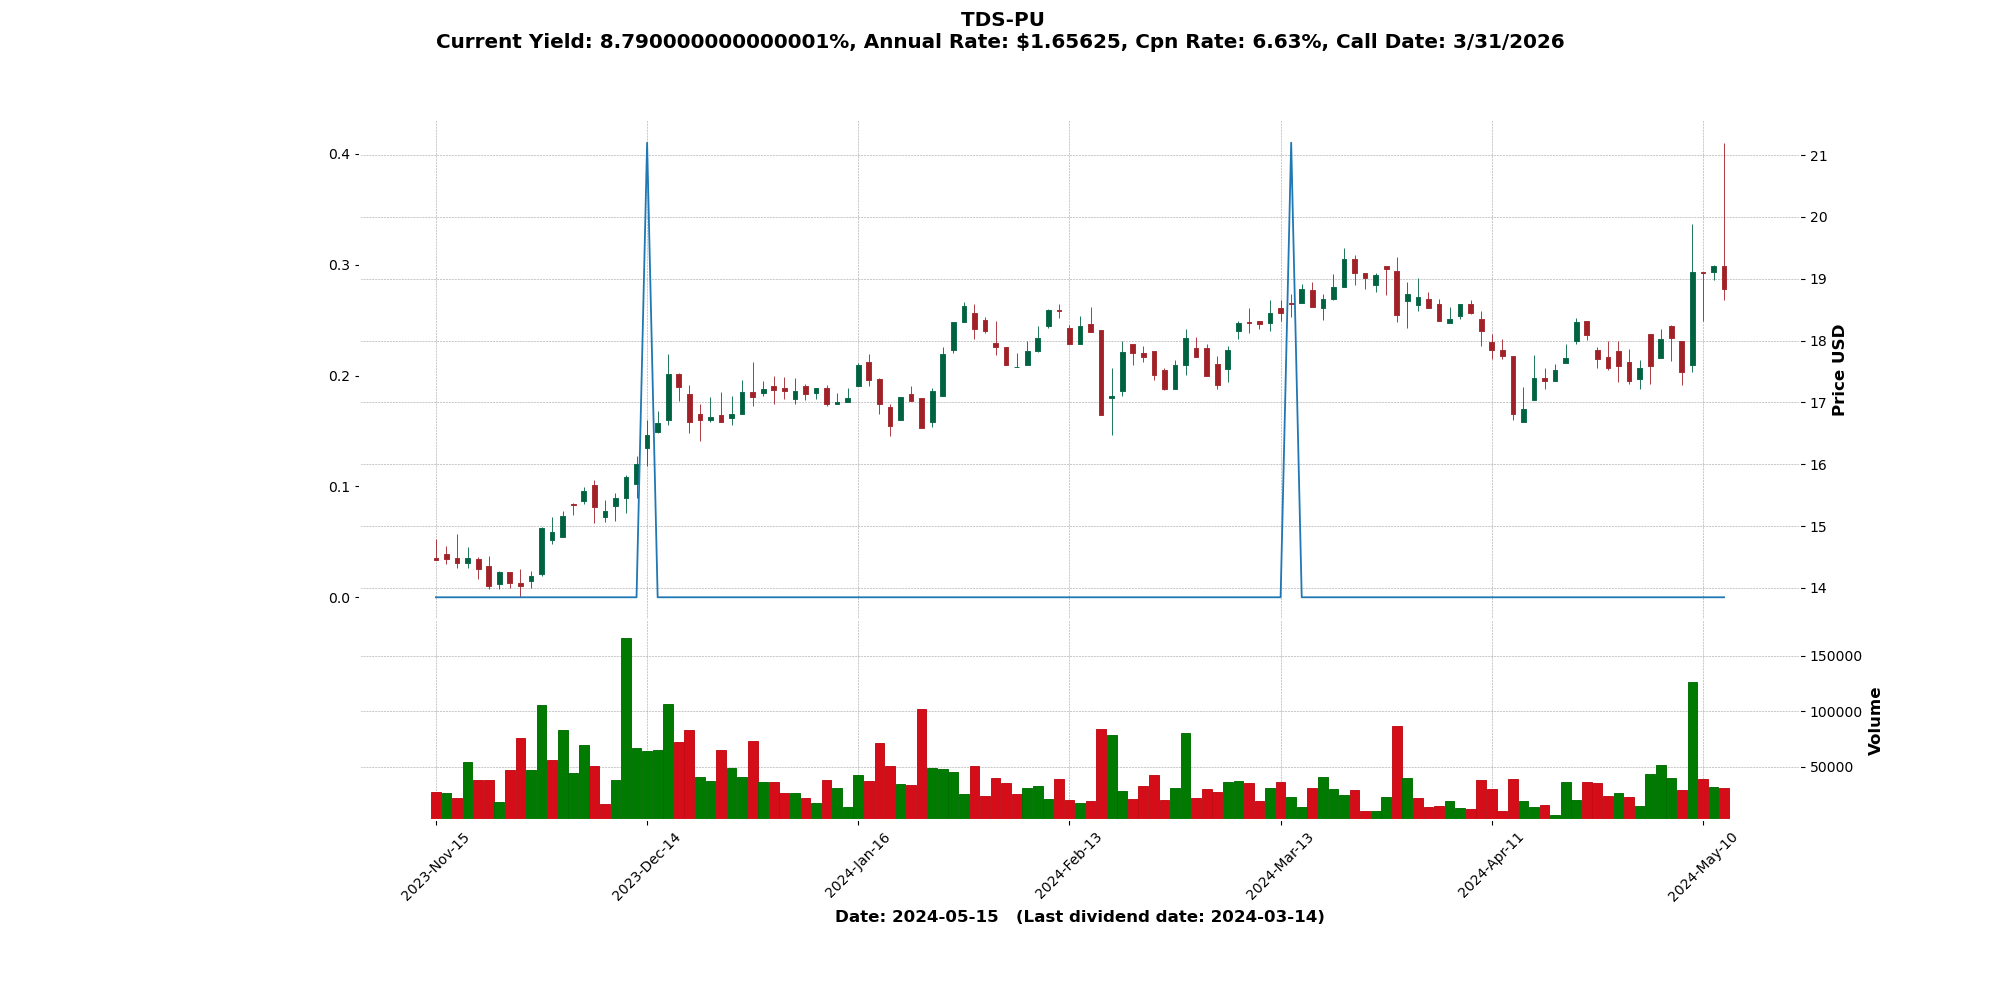 TDS-PU
Current Yield: 8.790000000000001%, Annual Rate: $1.65625, Cpn Rate: 6.63%, Call Date: 3/31/2026
0.4
0.3
0.2
0.1
0.0
21
20
19
18
17
16
15
14
Price USD
150000
100000
50000
Volume
2023-Nov-15
2023-Dec-14
2024-Jan-16
2024-Feb-13
2024-Mar-13
2024-Apr-11
2024-May-10
Date: 2024-05-15 (Last dividend date: 2024-03-14)